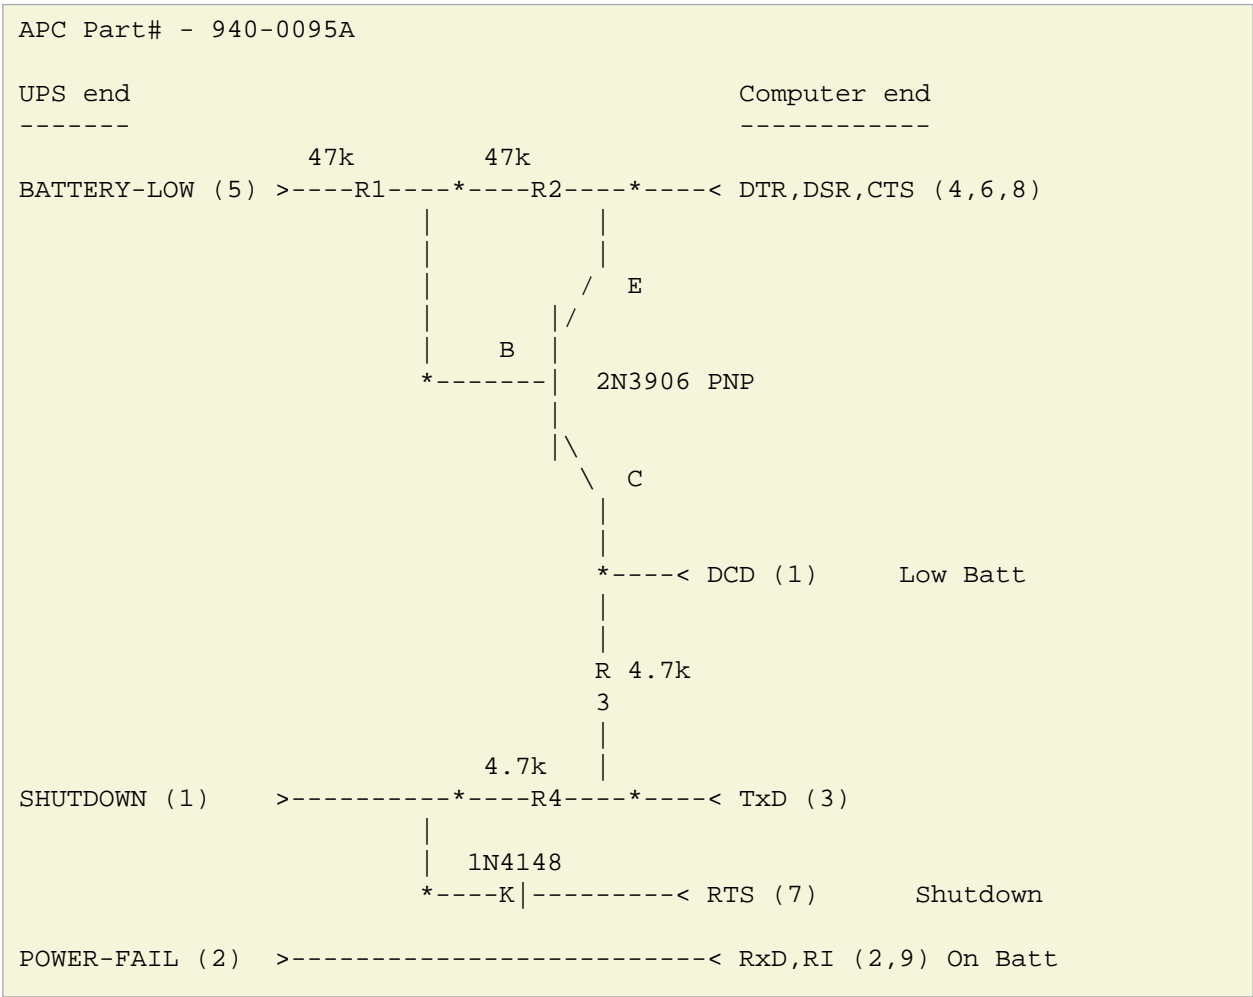 APC Part# - 940-0095A
UPS end                                      Computer end
-------                                      ------------
                  47k        47k
BATTERY-LOW (5) >----R1----*----R2----*----< DTR,DSR,CTS (4,6,8)
                         |          |
                         |          |
                         |         /  E
                         |       |/
                         |    B  |
                         *-------|  2N3906 PNP
                                 |
                                 |\
                                   \  C
                                    |
                                    |
                                    *----< DCD (1)     Low Batt
                                    |
                                    |
                                    R 4.7k
                                    3
                                    |
                             4.7k   |
SHUTDOWN (1)    >----------*----R4----*----< TxD (3)
                         |
                         |  1N4148
                         *----K|---------< RTS (7)      Shutdown
POWER-FAIL (2)  >--------------------------< RxD,RI (2,9) On Batt